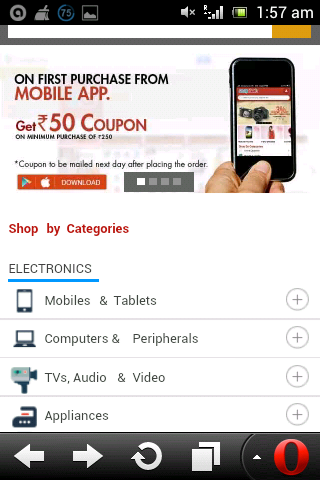 75
1:57 am
ON FIRST PURCHASE FROM
MOBILE APP.
Get ₹50 COUPON
ON MINIMUM PURCHASE OF ₹250
*Coupon to be mailed next day after placing the order.
DOWNLOAD
Shop by Categories
ELECTRONICS
Mobiles & Tablets
Computers & Peripherals
TVs, Audio & Video
Appliances